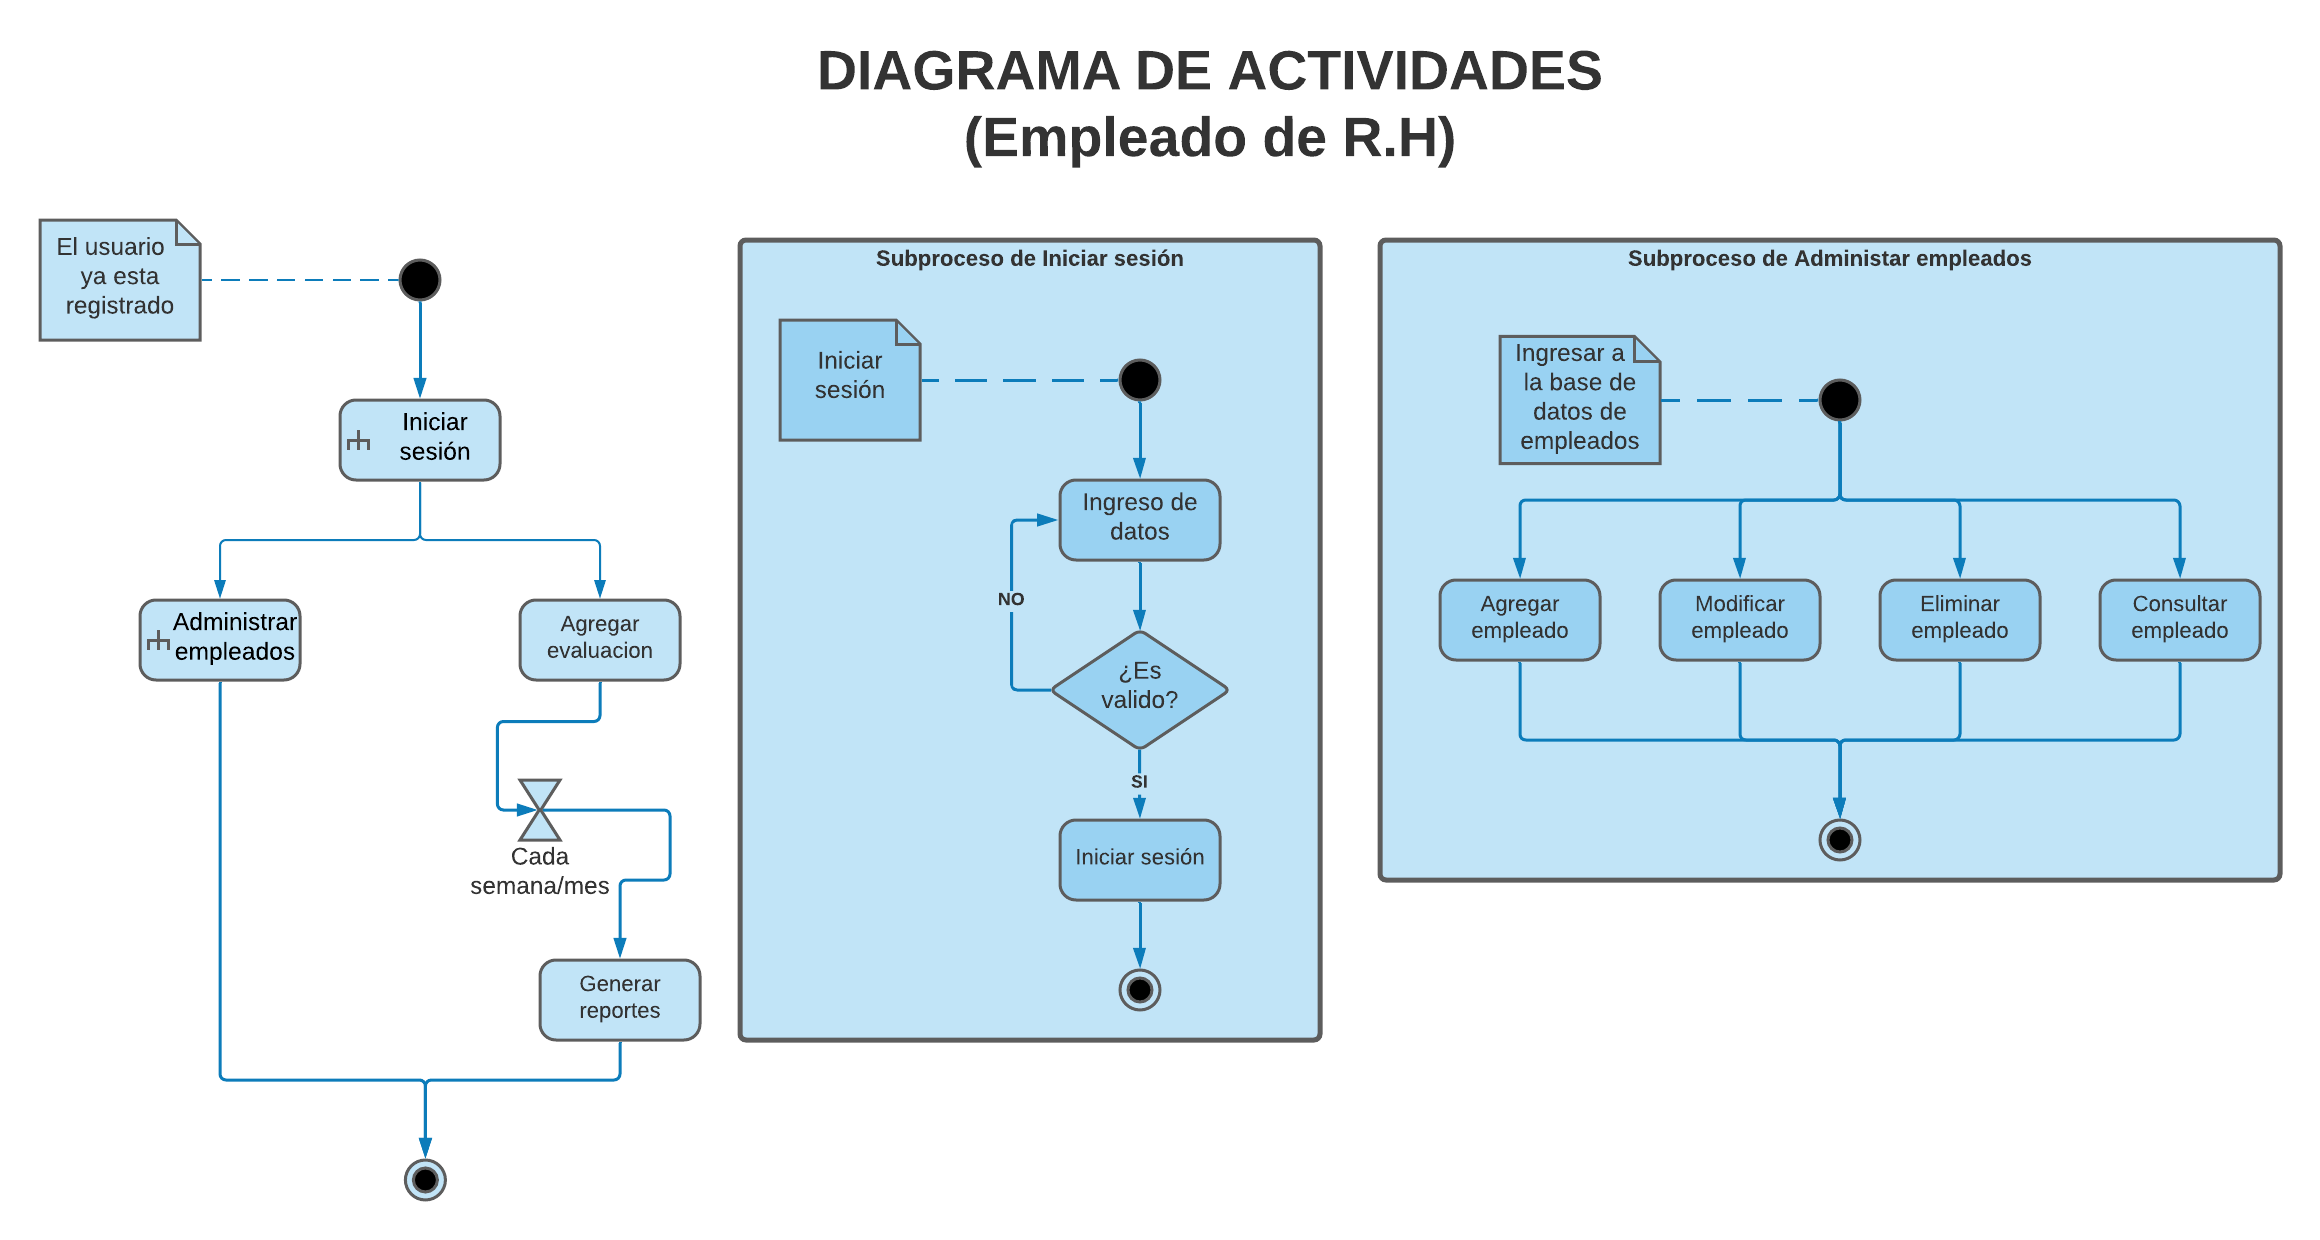 DIAGRAMA DE ACTIVIDADES
(Empleado de R.H)
El usuario
ya esta
registrado
Iniciar
sesión
Administrar
empleados
Agregar
evaluacion
Cada
semana/mes
Generar
reportes
Subproceso de Iniciar sesión
Iniciar
sesión
Ingreso de
datos
NO
¿Es
valido?
SI
Iniciar sesión
Subproceso de Administar empleados
Ingresar a
la base de
datos de
empleados
Agregar
empleado
Modificar
empleado
Eliminar
empleado
Consultar
empleado